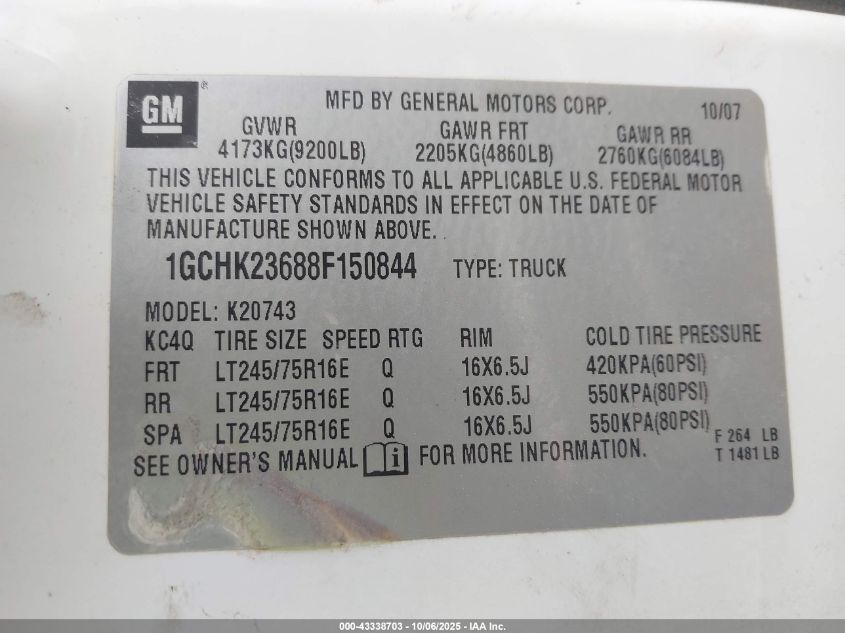 GM ®
MFD BY GENERAL MOTORS CORP. 10/07
GVWR GAWR FRT GAWR RR
4173KG(9200LB) 2205KG(4860LB) 2760KG(6084LB)
THIS VEHICLE CONFORMS TO ALL APPLICABLE U.S. FEDERAL MOTOR
VEHICLE SAFETY STANDARDS IN EFFECT ON THE DATE OF
MANUFACTURE SHOWN ABOVE.
1GCHK23688F150844 TYPE: TRUCK
MODEL: K20743
KC4Q TIRE SIZE SPEED RTG RIM COLD TIRE PRESSURE
FRT LT245/75R16E Q 16X6.5J 420KPA(60PSI)
RR LT245/75R16E Q 16X6.5J 550KPA(80PSI)
SPA LT245/75R16E Q 16X6.5J 550KPA(80PSI)
F 264 LB
T 1481 LB
SEE OWNER'S MANUAL i FOR MORE INFORMATION.
000-43338703 - 10/06/2025 - IAA Inc.